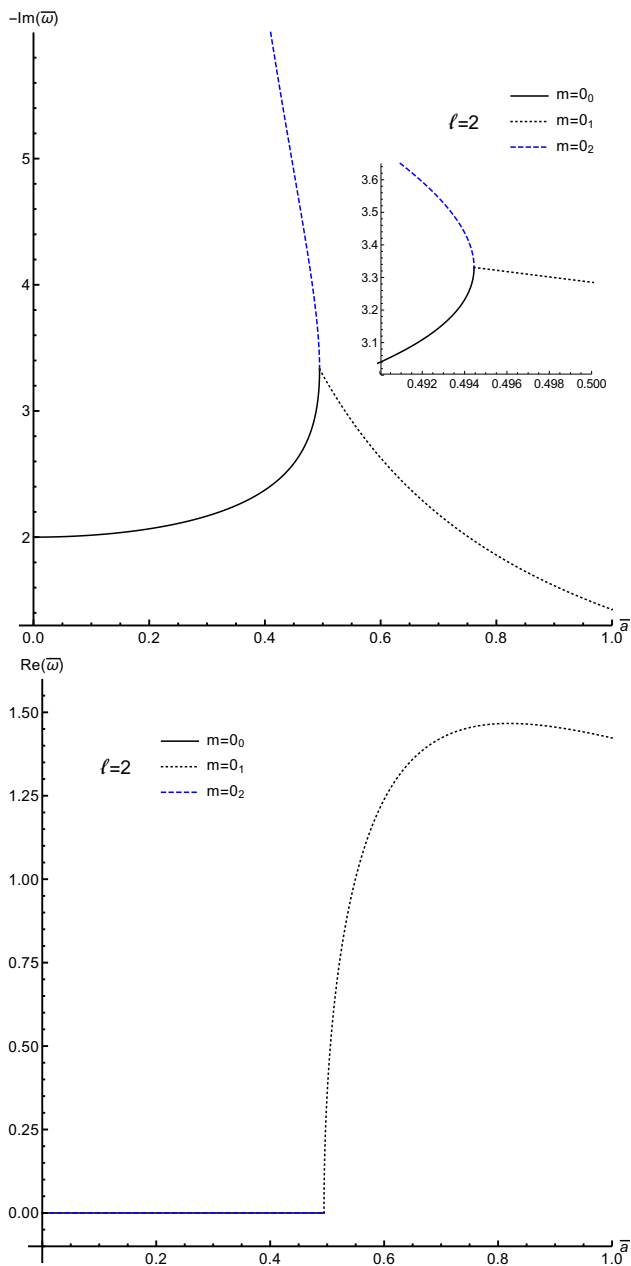 −Im(ω̅)
m=0₀
ℓ=2
m=0₁
m=0₂
5
4
3
2
3.6
3.5
3.4
3.3
3.2
3.1
0.492 0.494 0.496 0.498 0.500
0.0 0.2 0.4 0.6 0.8 1.0
a̅
Re(ω̅)
1.50
m=0₀
ℓ=2
m=0₁
m=0₂
1.25
1.00
0.75
0.50
0.25
0.00
0.2 0.4 0.6 0.8 1.0
a̅